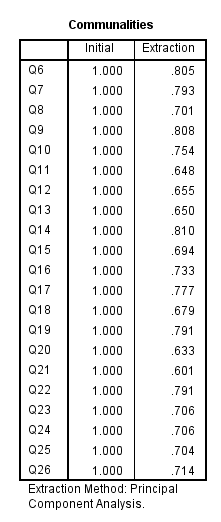 Communalities
Initial Extraction
Q6 1.000 .805
Q7 1.000 .793
Q8 1.000 .701
Q9 1.000 .808
Q10 1.000 .754
Q11 1.000 .648
Q12 1.000 .655
Q13 1.000 .650
Q14 1.000 .810
Q15 1.000 .694
Q16 1.000 .733
Q17 1.000 .777
Q18 1.000 .679
Q19 1.000 .791
Q20 1.000 .633
Q21 1.000 .601
Q22 1.000 .791
Q23 1.000 .706
Q24 1.000 .706
Q25 1.000 .704
Q26 1.000 .714
Extraction Method: Principal
Component Analysis.